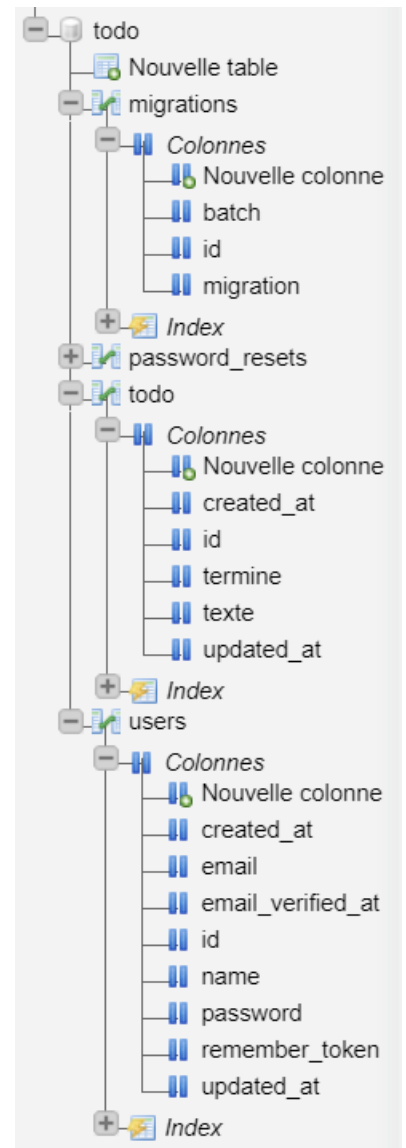 todo
Nouvelle table
migrations
Colonnes
Nouvelle colonne
batch
id
migration
Index
password_resets
todo
Colonnes
Nouvelle colonne
created_at
id
termine
texte
updated_at
Index
users
Colonnes
Nouvelle colonne
created_at
email
email_verified_at
id
name
password
remember_token
updated_at
Index